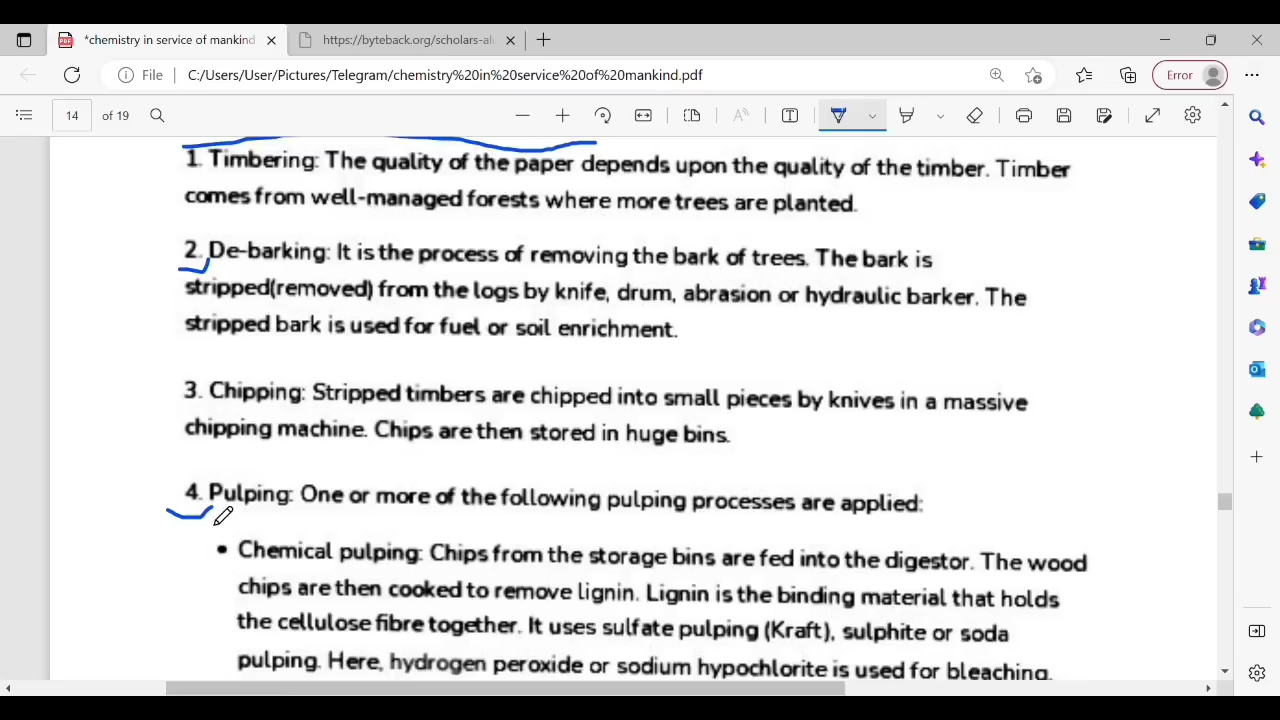 *chemistry in service of mankind
https://byteback.org/scholars-al
File
C:/Users/User/Pictures/Telegram/chemistry%20in%20service%20of%20mankind.pdf
Error
14 of 19
1. Timbering: The quality of the paper depends upon the quality of the timber. Timber
comes from well-managed forests where more trees are planted.
2. De-barking: It is the process of removing the bark of trees. The bark is
stripped(removed) from the logs by knife, drum, abrasion or hydraulic barker. The
stripped bark is used for fuel or soil enrichment.
3. Chipping: Stripped timbers are chipped into small pieces by knives in a massive
chipping machine. Chips are then stored in huge bins.
4. Pulping: One or more of the following pulping processes are applied:
• Chemical pulping: Chips from the storage bins are fed into the digestor. The wood
chips are then cooked to remove lignin. Lignin is the binding material that holds
the cellulose fibre together. It uses sulfate pulping (Kraft), sulphite or soda
pulping. Here, hydrogen peroxide or sodium hypochlorite is used for bleaching.